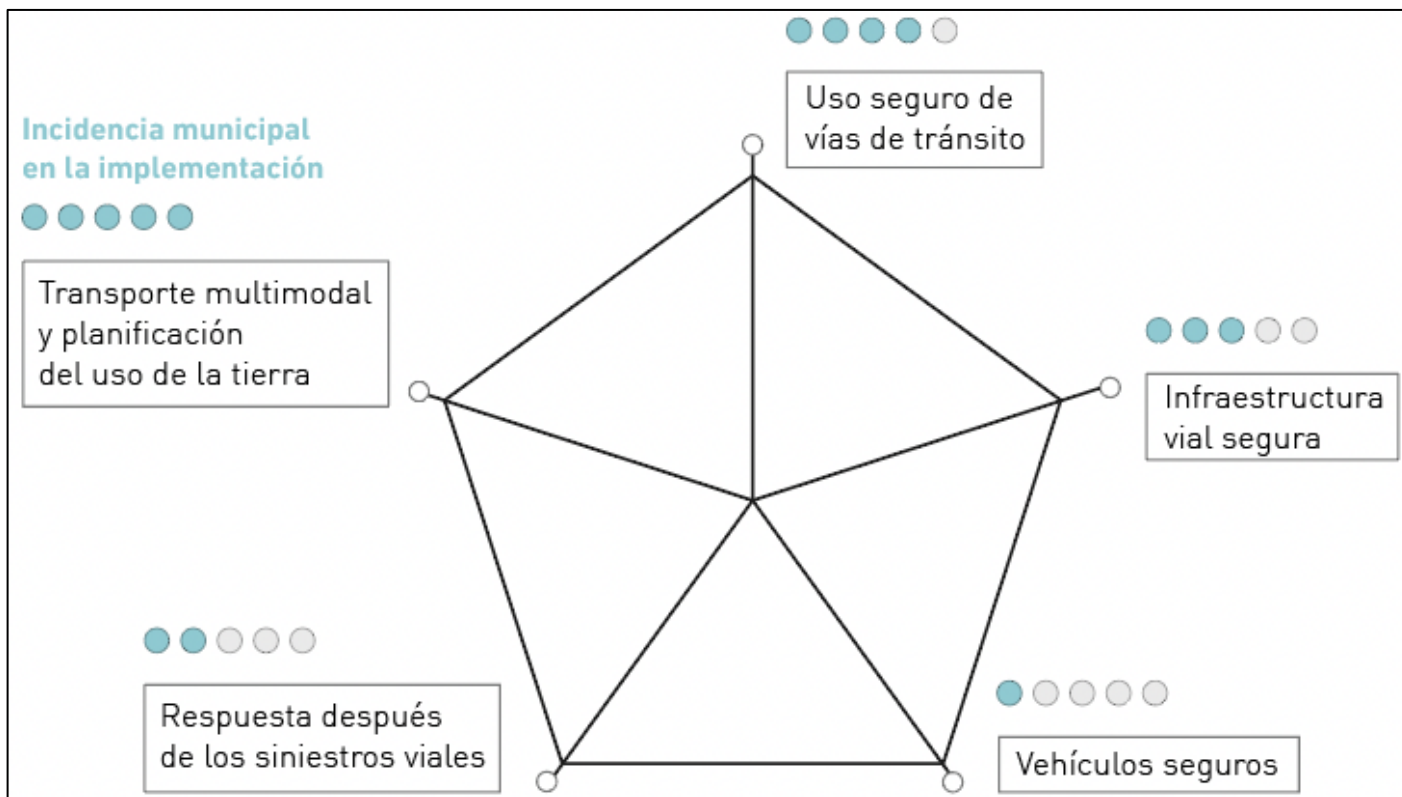 Incidencia municipal
en la implementación
Transporte multimodal
y planificación
del uso de la tierra
Uso seguro de
vías de tránsito
Infraestructura
vial segura
Respuesta después
de los siniestros viales
Vehículos seguros